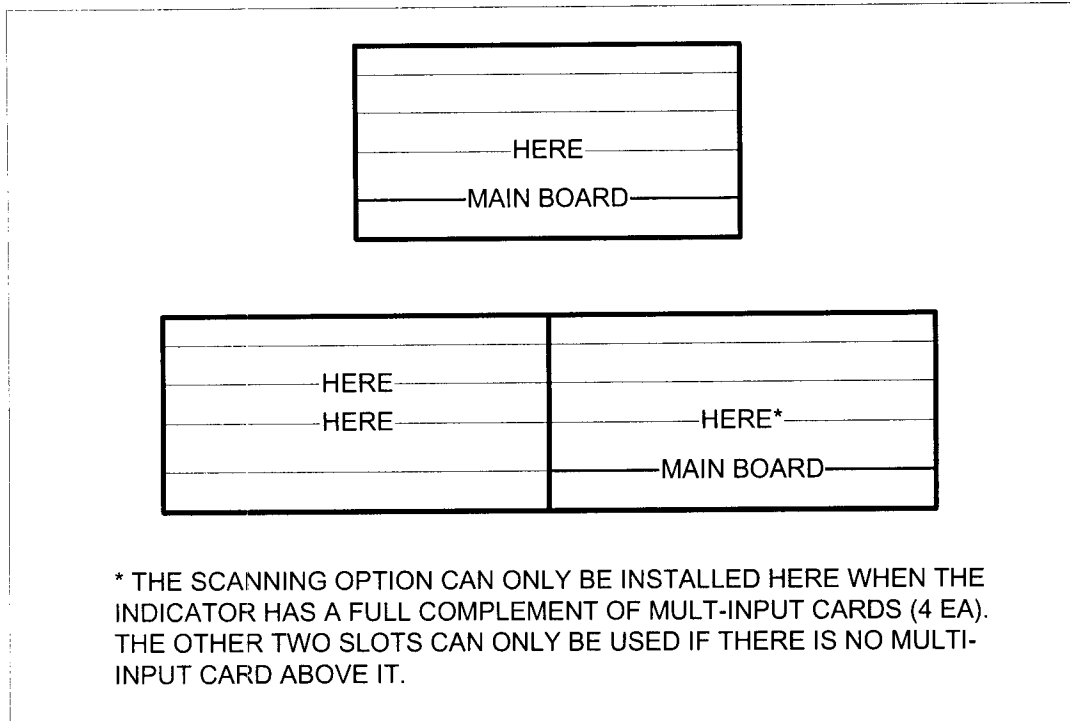 HERE
MAIN BOARD
HERE
HERE
HERE*
MAIN BOARD
* THE SCANNING OPTION CAN ONLY BE INSTALLED HERE WHEN THE
INDICATOR HAS A FULL COMPLEMENT OF MULT-INPUT CARDS (4 EA).
THE OTHER TWO SLOTS CAN ONLY BE USED IF THERE IS NO MULTI-
INPUT CARD ABOVE IT.